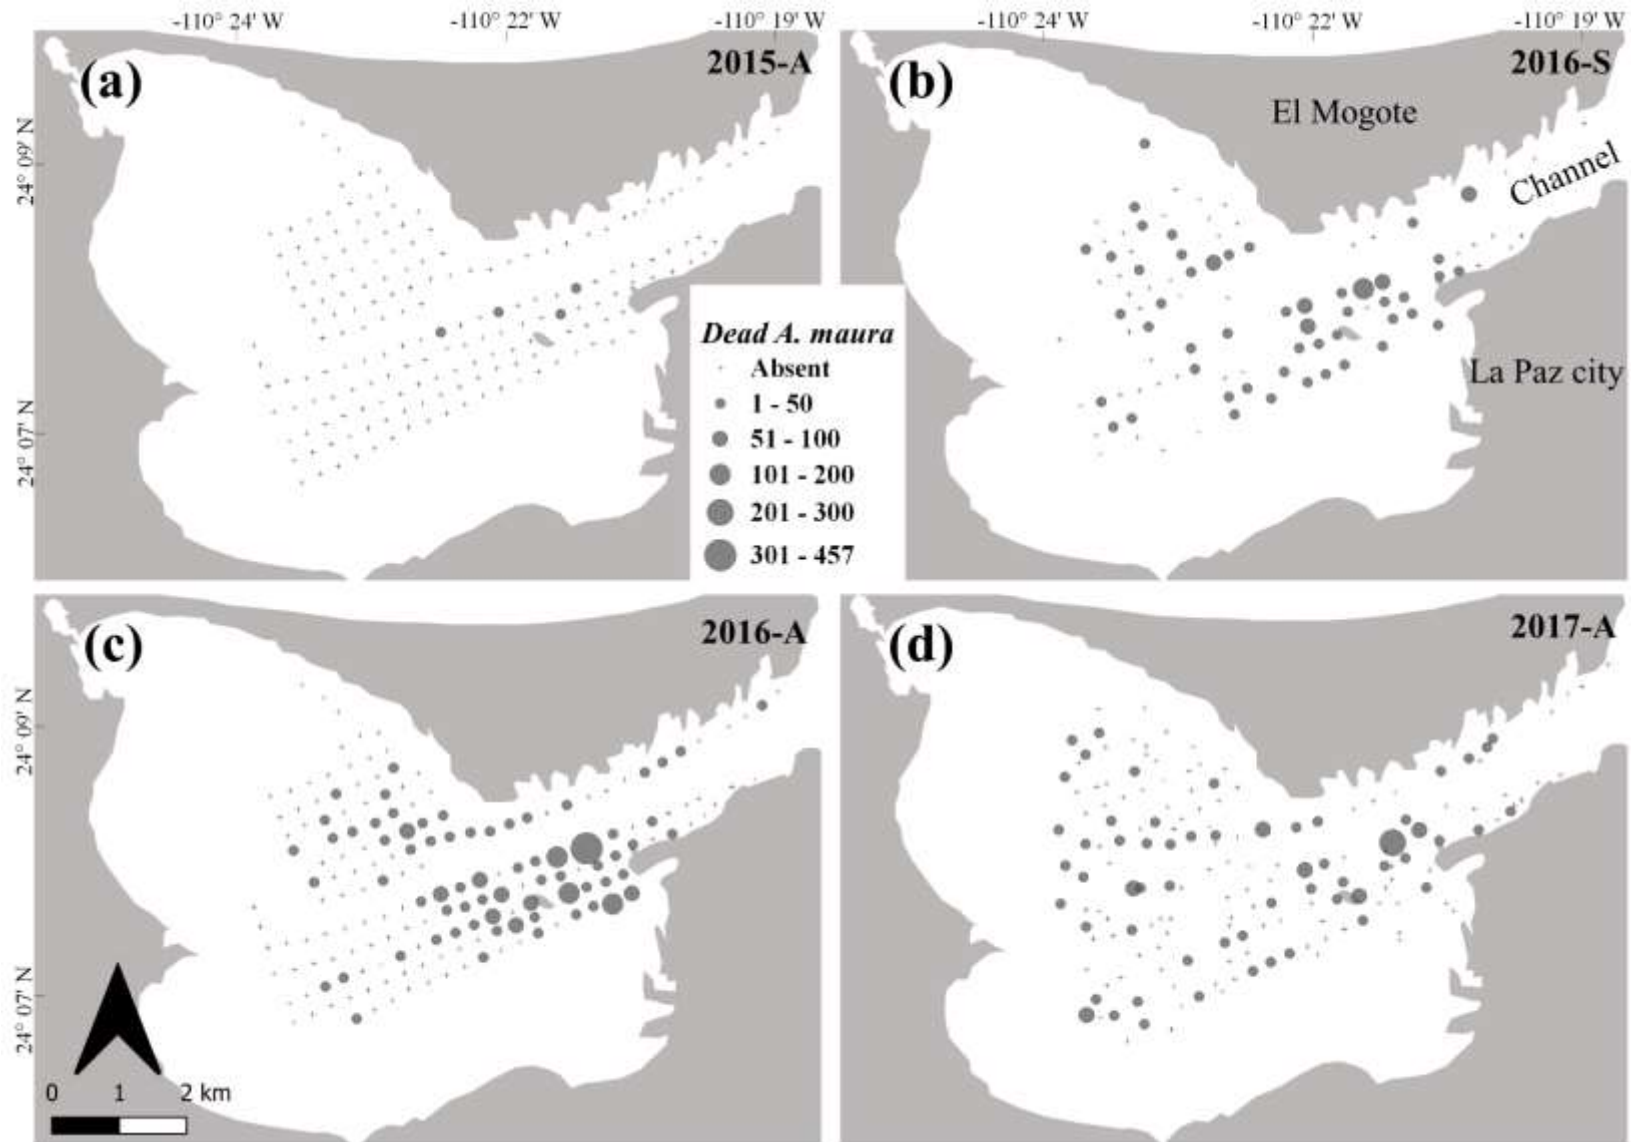 -110° 24' W
-110° 22' W
-110° 19' W
-110° 24' W
-110° 22' W
-110° 19' W
(a)
2015-A
(b)
2016-S
El Mogote
Channel
La Paz city
24° 09' N
24° 07' N
Dead A. maura
Absent
1 - 50
51 - 100
101 - 200
201 - 300
301 - 457
(c)
2016-A
(d)
2017-A
24° 09' N
24° 07' N
0 1 2 km